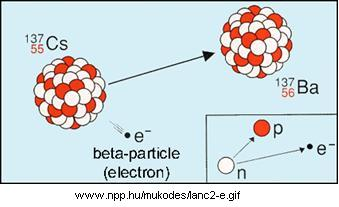 137
55Cs
137
56Ba
e⁻
beta-particle
(electron)
p
e⁻
n
www.npp.hu/mukodes/lanc2-e.gif